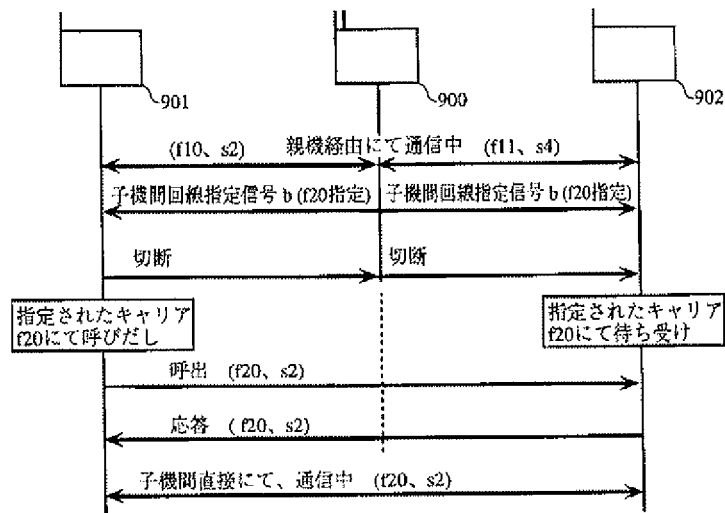 901
900
902
(f10、s2) 親機経由にて通信中 (f11、s4)
子機間回線指定信号 b (f20指定) 子機間回線指定信号 b (f20指定)
切断 切断
指定されたキャリア
f20にて呼びだし
指定されたキャリア
f20にて待ち受け
呼出 (f20、s2)
応答 (f20、s2)
子機間直接にて、通信中 (f20、s2)